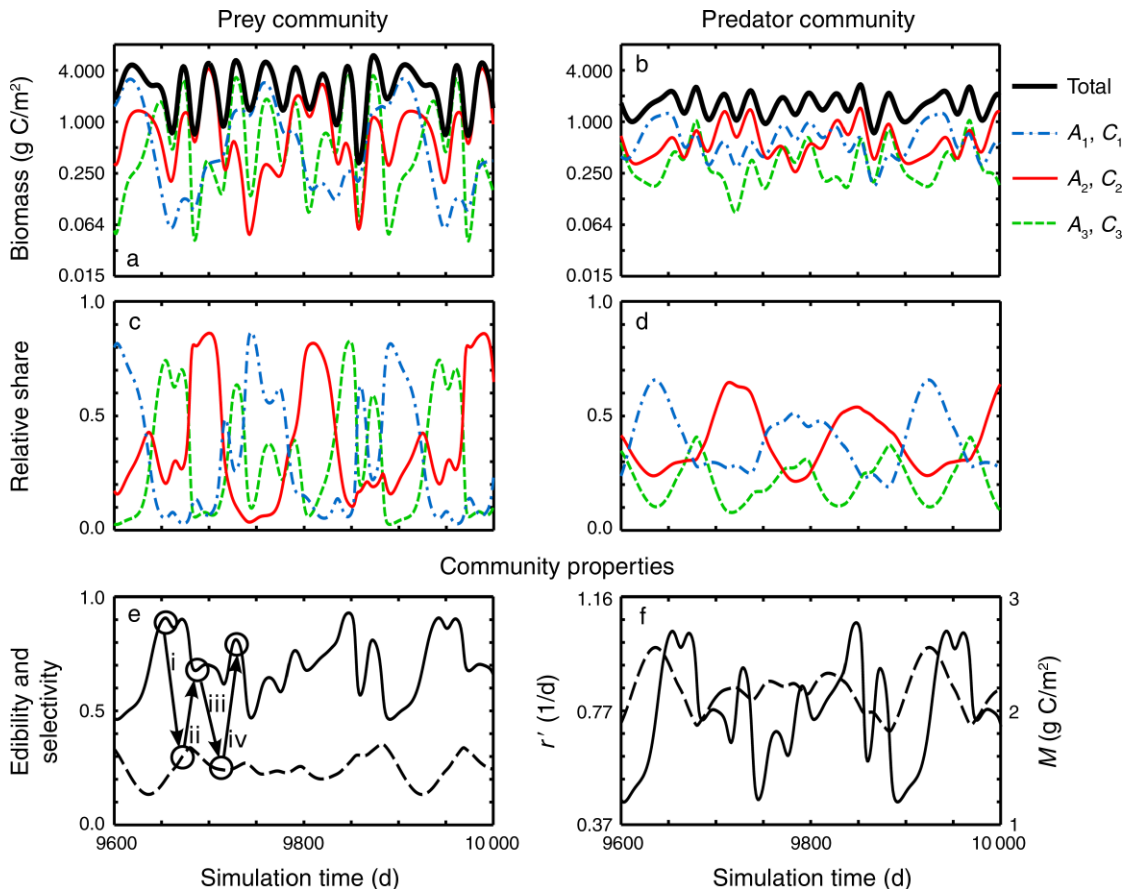 Prey community
Predator community
Biomass (g C/m²)
4.000
1.000
0.250
0.064
0.015
a
4.000
1.000
0.250
0.064
0.015
b
Total
A₁, C₁
A₂, C₂
A₃, C₃
Relative share
1.0
0.5
0.0
c
1.0
0.5
0.0
d
Community properties
Edibility and
selectivity
1.0
0.5
0.0
e
i
ii
iii
iv
9600
9800
10 000
Simulation time (d)
r′ (1/d)
1.16
0.77
0.37
f
3
2
1
M (g C/m²)
9600
9800
10 000
Simulation time (d)